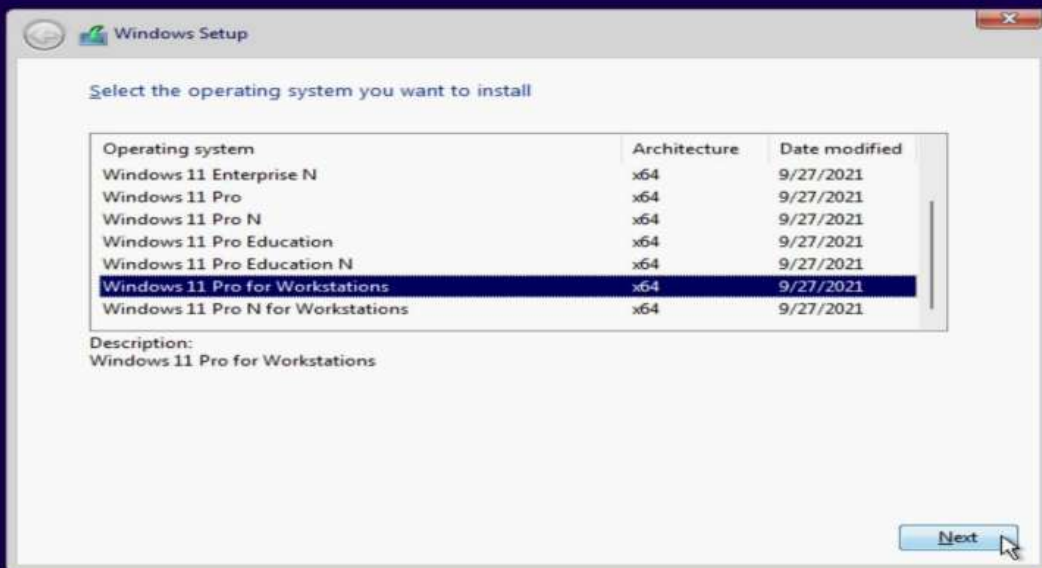 Windows Setup
Select the operating system you want to install
Operating system Architecture Date modified
Windows 11 Enterprise N x64 9/27/2021
Windows 11 Pro x64 9/27/2021
Windows 11 Pro N x64 9/27/2021
Windows 11 Pro Education x64 9/27/2021
Windows 11 Pro Education N x64 9/27/2021
Windows 11 Pro for Workstations x64 9/27/2021
Windows 11 Pro N for Workstations x64 9/27/2021
Description:
Windows 11 Pro for Workstations
Next